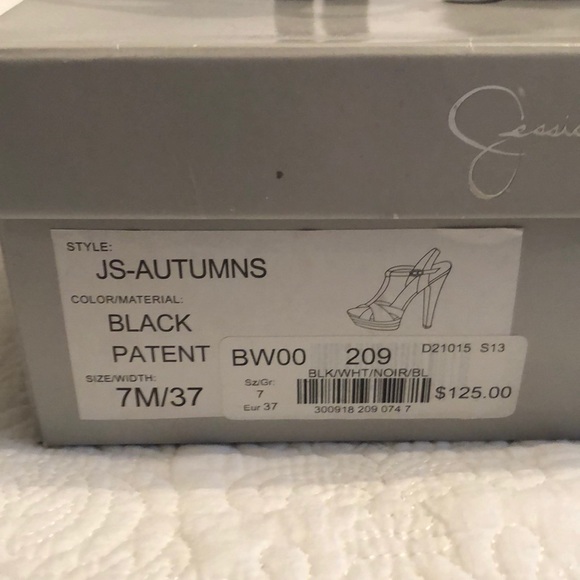 Jessic
STYLE:
JS-AUTUMNS
COLOR/MATERIAL:
BLACK
PATENT
SIZE/WIDTH:
7M/37
BW00 209 D21015 S13
BLK/WHT/NOIR/BL
Sz/Gr:
7
Eur 37
$125.00
300918 209 074 7